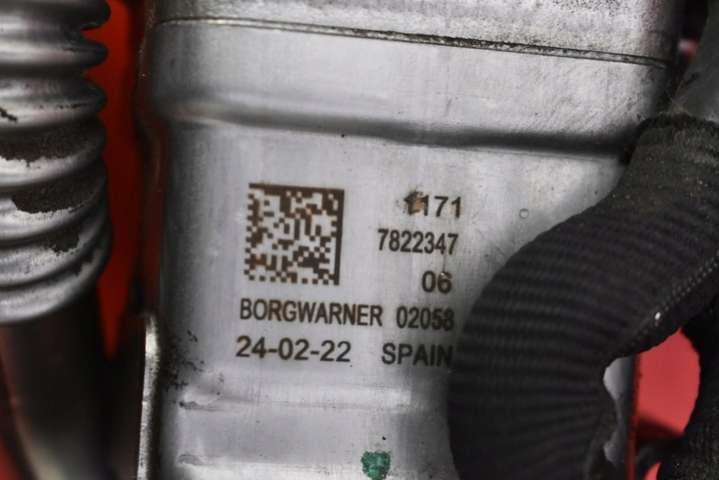 1171
7822347
06
BORGWARNER 02058
24-02-22 SPAIN